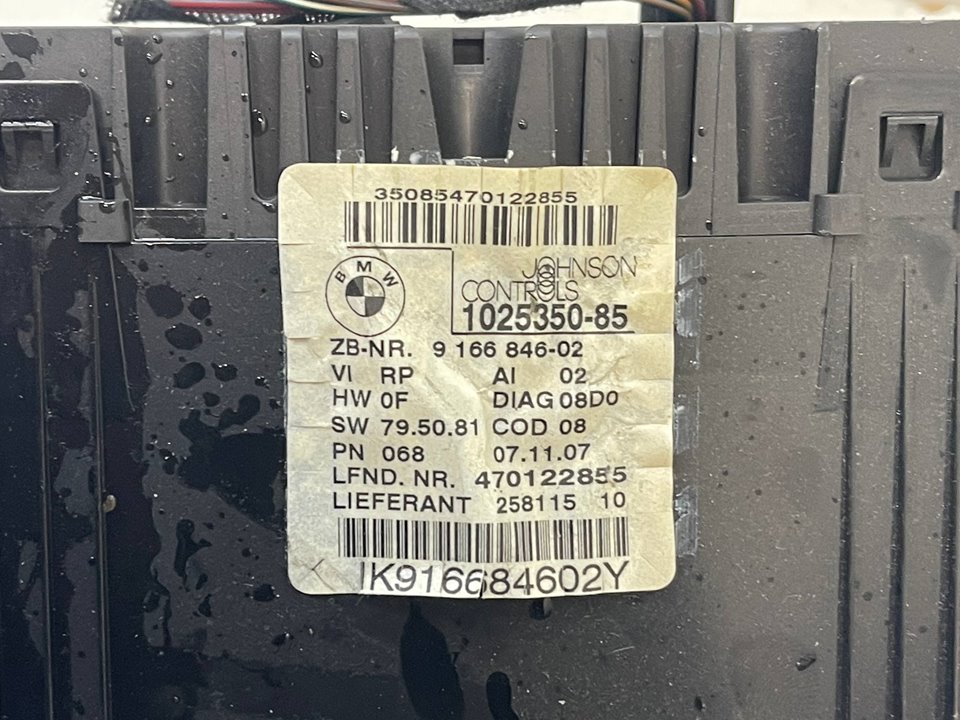 35085470122855
BMW
JOHNSON
CONTROLS
1025350-85
ZB-NR. 9 166 846-02
VI RP AI 02
HW 0F DIAG 08D0
SW 79.50.81 COD 08
PN 068 07.11.07
LFND. NR. 470122855
LIEFERANT 258115 10
IK916684602Y